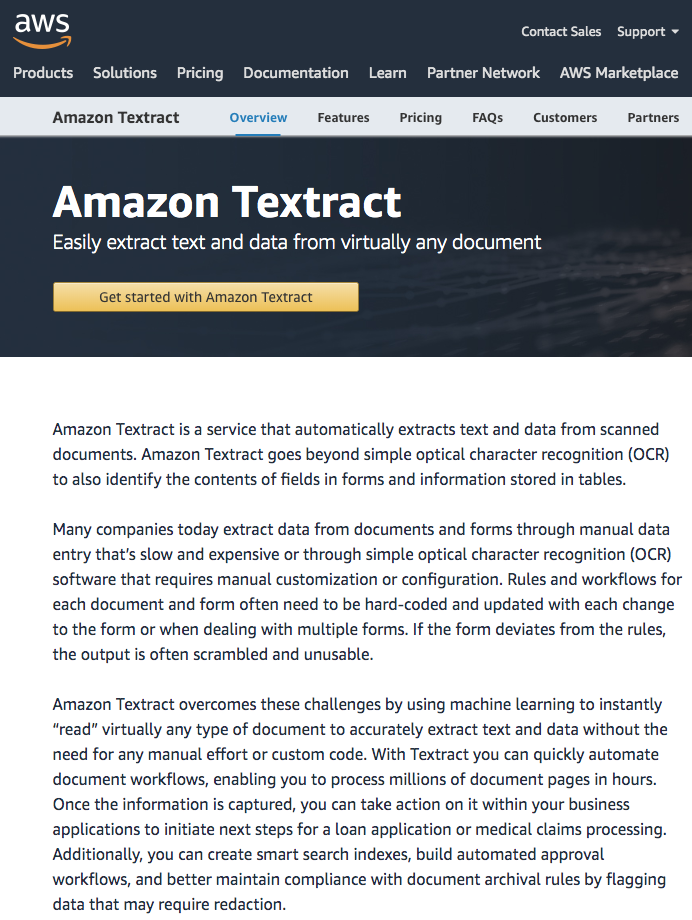 aws
Contact Sales Support
Products Solutions Pricing Documentation Learn Partner Network AWS Marketplace
Amazon Textract Overview Features Pricing FAQs Customers Partners
Amazon Textract
Easily extract text and data from virtually any document
Get started with Amazon Textract
Amazon Textract is a service that automatically extracts text and data from scanned
documents. Amazon Textract goes beyond simple optical character recognition (OCR)
to also identify the contents of fields in forms and information stored in tables.
Many companies today extract data from documents and forms through manual data
entry that’s slow and expensive or through simple optical character recognition (OCR)
software that requires manual customization or configuration. Rules and workflows for
each document and form often need to be hard-coded and updated with each change
to the form or when dealing with multiple forms. If the form deviates from the rules,
the output is often scrambled and unusable.
Amazon Textract overcomes these challenges by using machine learning to instantly
“read” virtually any type of document to accurately extract text and data without the
need for any manual effort or custom code. With Textract you can quickly automate
document workflows, enabling you to process millions of document pages in hours.
Once the information is captured, you can take action on it within your business
applications to initiate next steps for a loan application or medical claims processing.
Additionally, you can create smart search indexes, build automated approval
workflows, and better maintain compliance with document archival rules by flagging
data that may require redaction.